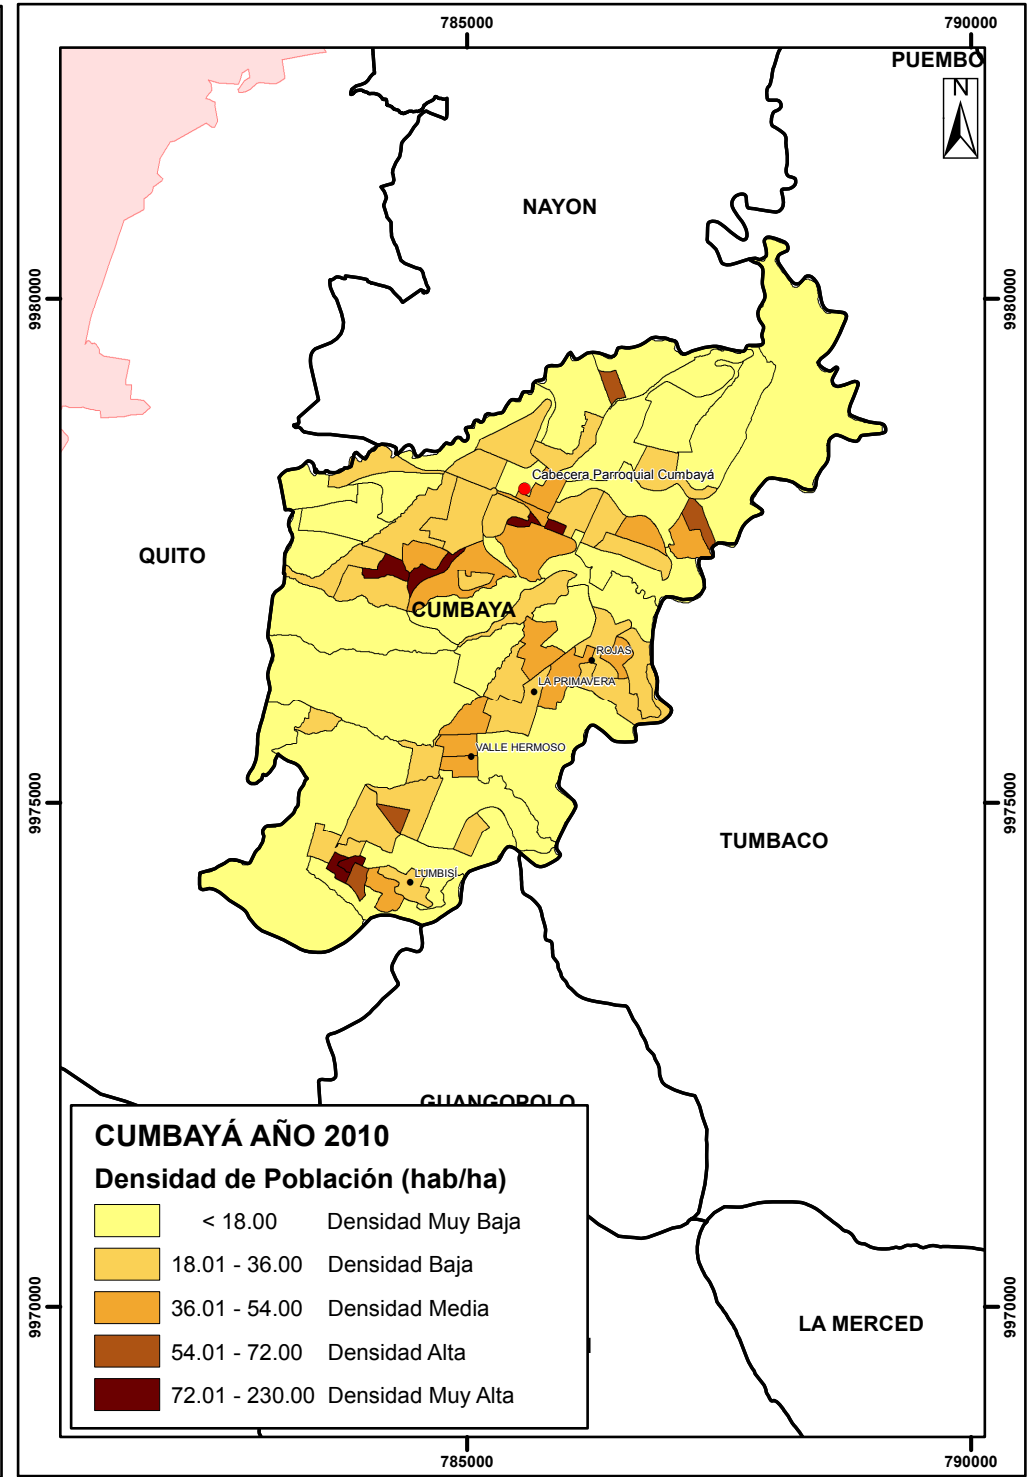 785000
790000
PUEMBO
N
NAYON
9980000
9980000
Cabecera Parroquial Cumbayá
QUITO
CUMBAYA
ROJAS
LA PRIMAVERA
VALLE HERMOSO
9975000
9975000
TUMBACO
LUMBISÍ
GUANGOPOLO
CUMBAYÁ AÑO 2010
Densidad de Población (hab/ha)
< 18.00 Densidad Muy Baja
18.01 - 36.00 Densidad Baja
36.01 - 54.00 Densidad Media
54.01 - 72.00 Densidad Alta
72.01 - 230.00 Densidad Muy Alta
9970000
9970000
LA MERCED
785000
790000